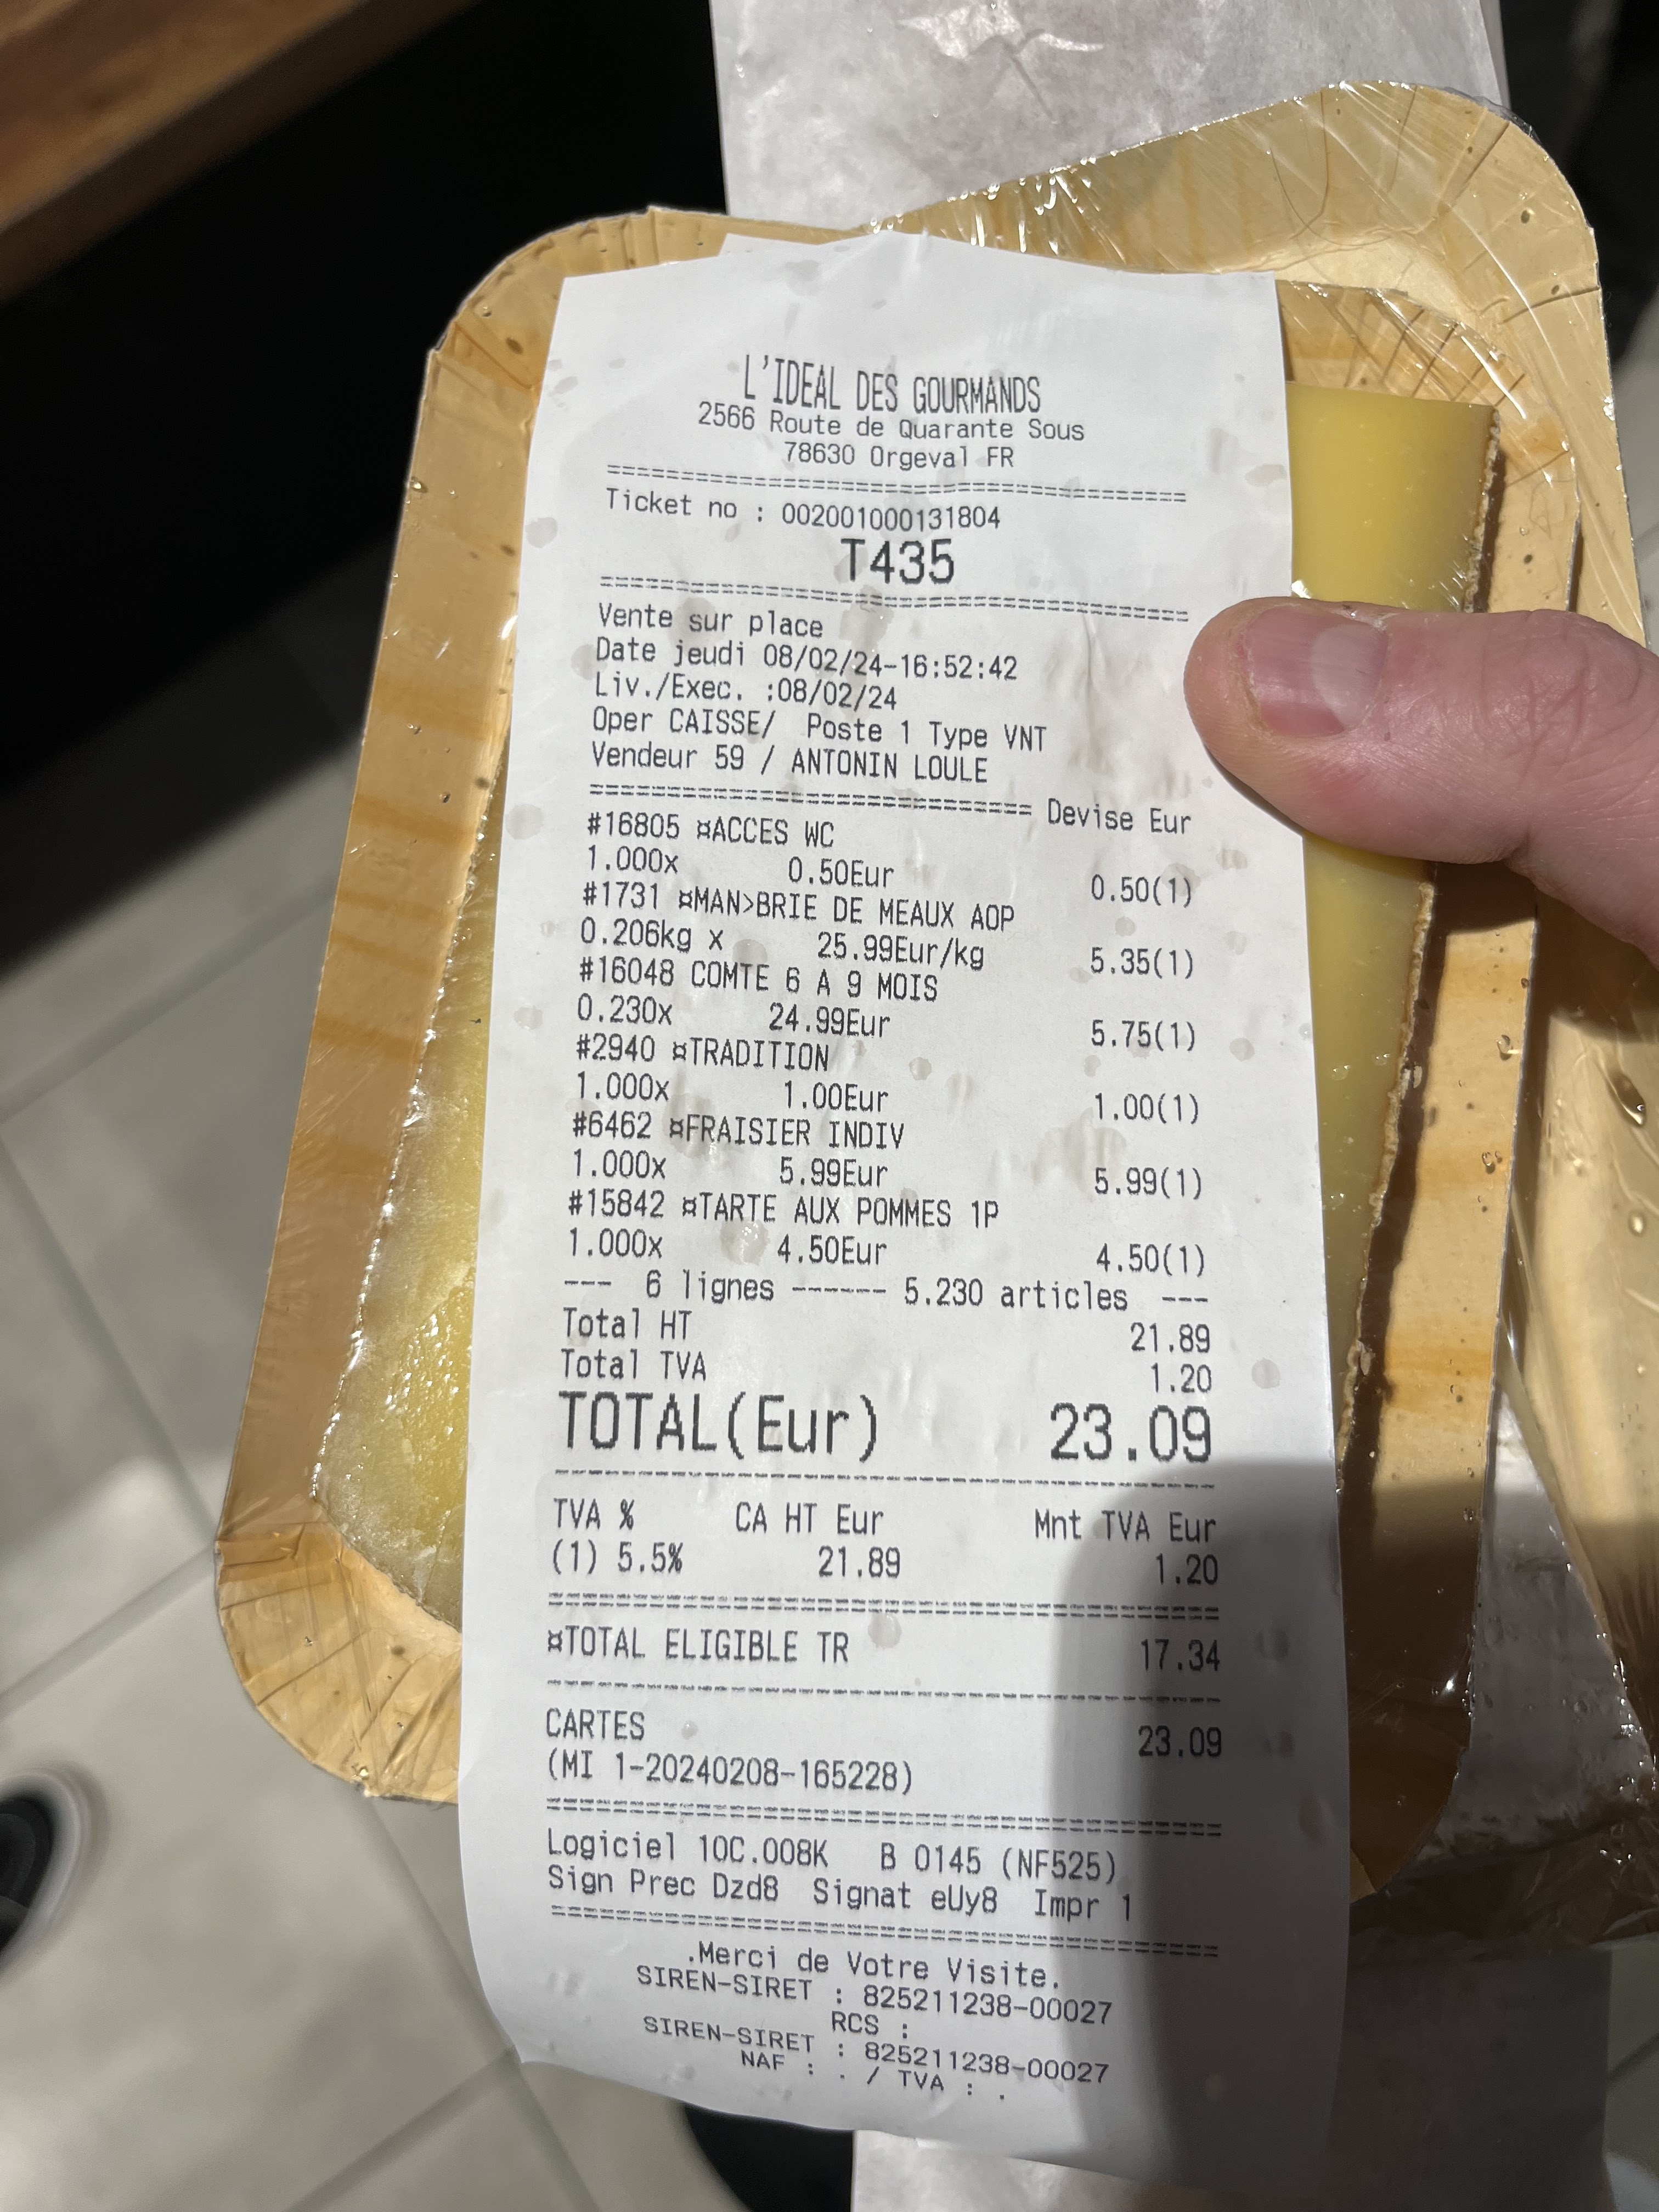 L'IDEAL DES GOURMANDS
2566 Route de Quarante Sous
78630 Orgeval FR
Ticket no : 002001000131804
T435
Vente sur place
Date jeudi 08/02/24-16:52:42
Liv./Exec. :08/02/24
Oper CAISSE/ Poste 1 Type VNT
Vendeur 59 / ANTONIN LOULE
============================ Devise Eur
#16805 ¤ACCES WC
1.000x 0.50Eur 0.50(1)
#1731 ¤MAN>BRIE DE MEAUX AOP
0.206kg x 25.99Eur/kg 5.35(1)
#16048 COMTE 6 A 9 MOIS
0.230x 24.99Eur 5.75(1)
#2940 ¤TRADITION
1.000x 1.00Eur 1.00(1)
#6462 ¤FRAISIER INDIV
1.000x 5.99Eur 5.99(1)
#15842 ¤TARTE AUX POMMES 1P
1.000x 4.50Eur 4.50(1)
--- 6 lignes ------ 5.230 articles ---
Total HT 21.89
Total TVA 1.20
TOTAL(Eur) 23.09
TVA % CA HT Eur Mnt TVA Eur
(1) 5.5% 21.89 1.20
¤TOTAL ELIGIBLE TR 17.34
CARTES 23.09
(MI 1-20240208-165228)
Logiciel 10C.008K B 0145 (NF525)
Sign Prec Dzd8 Signat eUy8 Impr 1
.Merci de Votre Visite.
SIREN-SIRET : 825211238-00027
RCS :
SIREN-SIRET : 825211238-00027
NAF : . / TVA : .